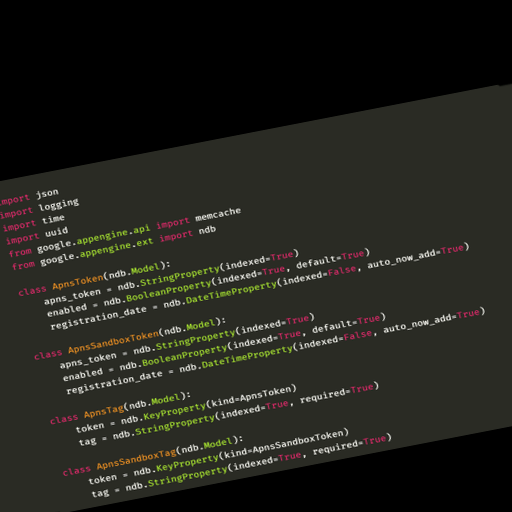 import json
import logging
import time
import uuid
from google.appengine.api import memcache
from google.appengine.ext import ndb
class ApnsToken(ndb.Model):
    apns_token = ndb.StringProperty(indexed=True)
    enabled = ndb.BooleanProperty(indexed=True, default=True)
    registration_date = ndb.DateTimeProperty(indexed=False, auto_now_add=True)
class ApnsSandboxToken(ndb.Model):
    apns_token = ndb.StringProperty(indexed=True)
    enabled = ndb.BooleanProperty(indexed=True, default=True)
    registration_date = ndb.DateTimeProperty(indexed=False, auto_now_add=True)
class ApnsTag(ndb.Model):
    token = ndb.KeyProperty(kind=ApnsToken)
    tag = ndb.StringProperty(indexed=True, required=True)
class ApnsSandboxTag(ndb.Model):
    token = ndb.KeyProperty(kind=ApnsSandboxToken)
    tag = ndb.StringProperty(indexed=True, required=True)